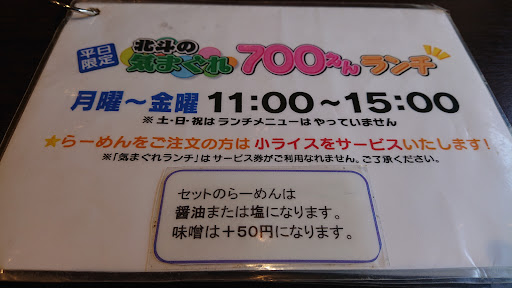 平日
限定
北斗の
気まぐれ 700えん ランチ
月曜～金曜 11:00～15:00
※ 土・日・祝は ランチメニューは やっていません
★らーめんをご注文の方は 小ライスをサービスいたします!
※「気まぐれランチ」は サービス券がご利用なれません。ご了承ください。
セットのらーめんは
醤油または塩になります。
味噌は＋50円になります。